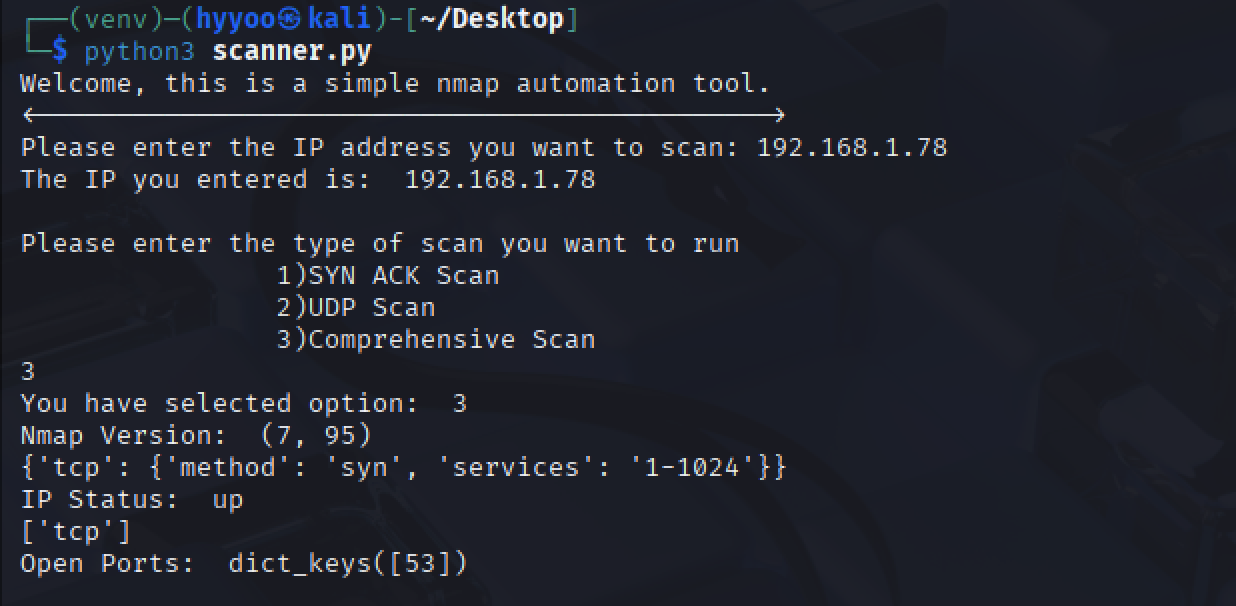 ┌──(venv)─(hyyoo㉿kali)-[~/Desktop]
└─$ python3 scanner.py
Welcome, this is a simple nmap automation tool.
<---------------------------------------------->
Please enter the IP address you want to scan: 192.168.1.78
The IP you entered is:  192.168.1.78

Please enter the type of scan you want to run
                1)SYN ACK Scan
                2)UDP Scan
                3)Comprehensive Scan
3
You have selected option:  3
Nmap Version:  (7, 95)
{'tcp': {'method': 'syn', 'services': '1-1024'}}
IP Status:  up
['tcp']
Open Ports:  dict_keys([53])